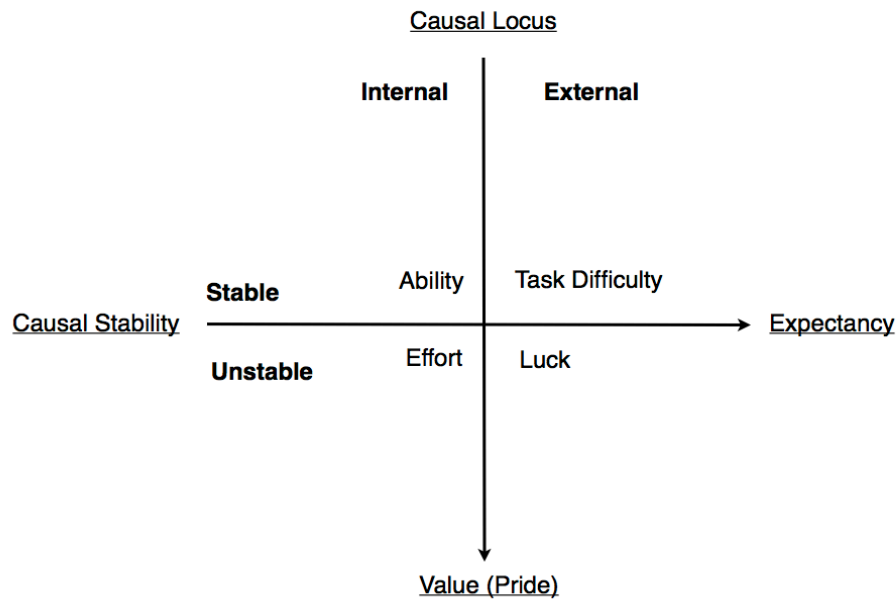 Causal Locus
Internal External
Ability Task Difficulty
Stable
Causal Stability Expectancy
Effort Luck
Unstable
Value (Pride)